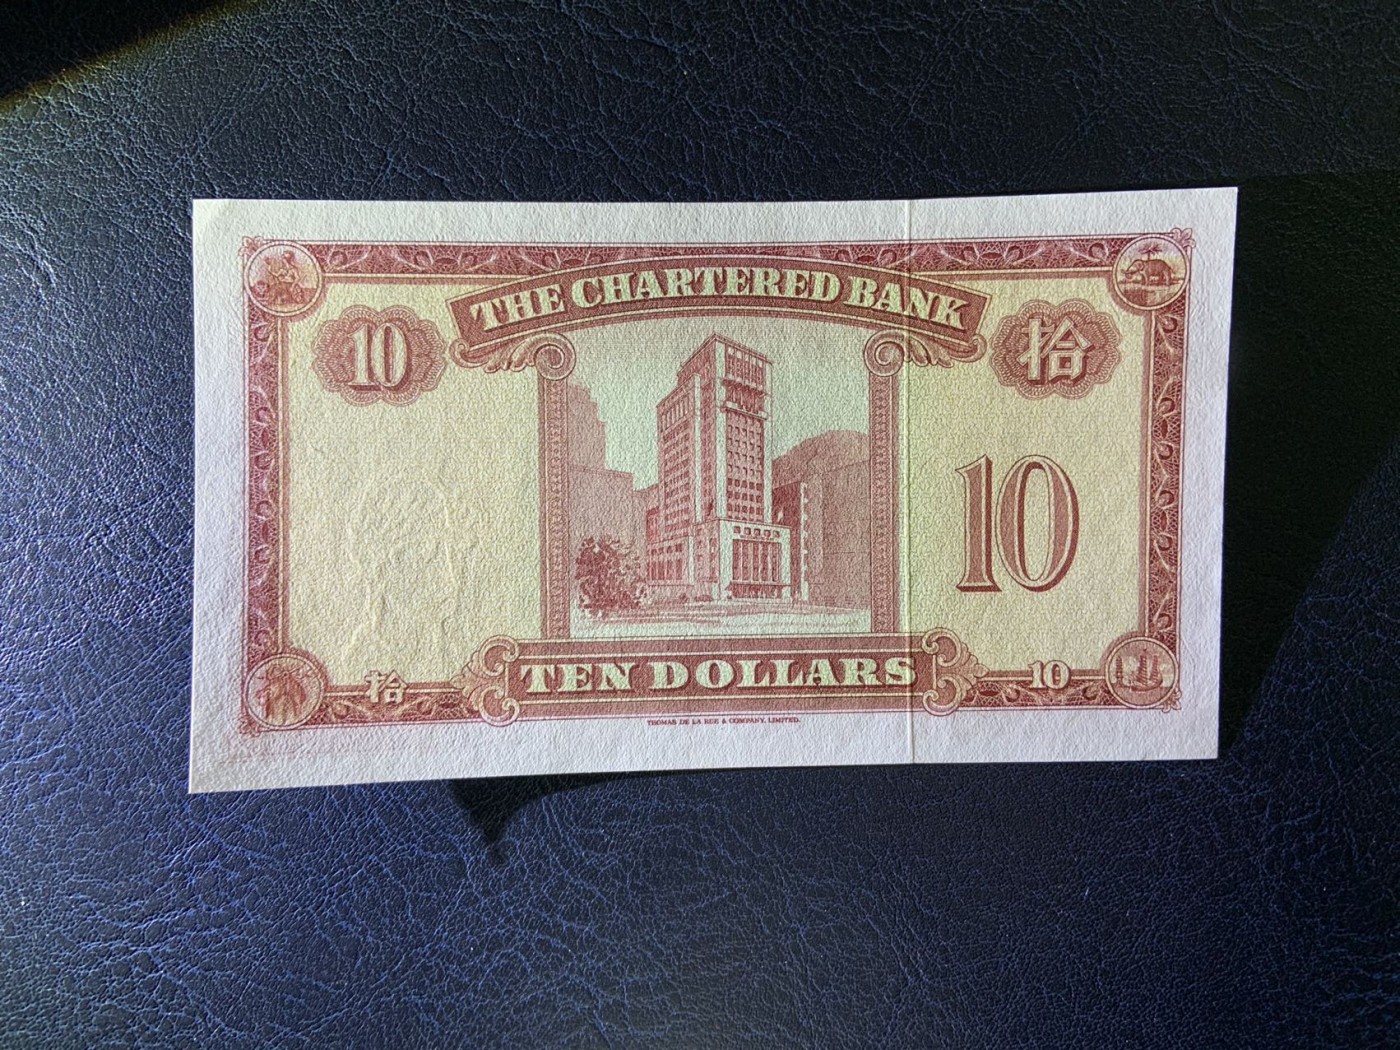 THE CHARTERED BANK
10
拾
10
TEN DOLLARS
拾
10
THOMAS DE LA RUE & COMPANY, LIMITED.